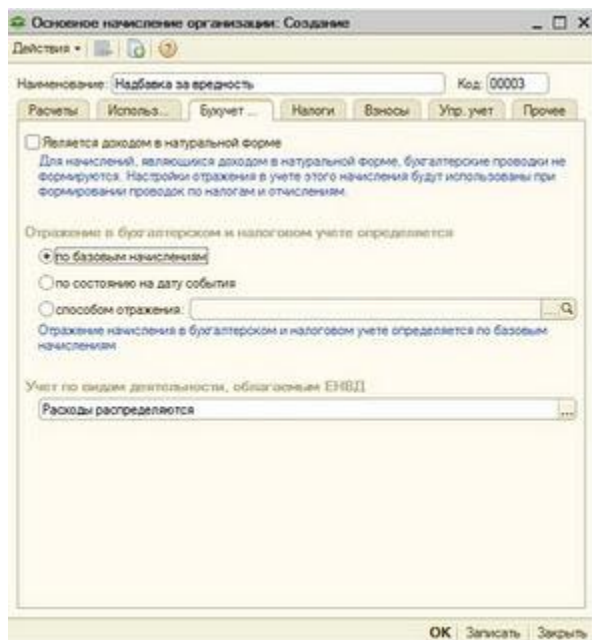 Основное начисление организации: Создание
Действия
Наименование: Надбавка за вредность Код: 00003
Расчеты Использ... Бухучет ... Налоги Взносы Упр. учет Прочее
Является доходом в натуральной форме
Для начислений, являющихся доходом в натуральной форме, бухгалтерские проводки не
формируются. Настройки отражения в учете этого начисления будут использованы при
формировании проводок по налогам и отчислениям.
Отражение в бухгалтерском и налоговом учете определяется
по базовым начислениям
по состоянию на дату события
способом отражения: ...
Отражение начисления в бухгалтерском и налоговом учете определяется по базовым
начислениям
Учет по видам деятельности, облагаемым ЕНВД
Расходы распределяются ...
OK Записать Закрыть